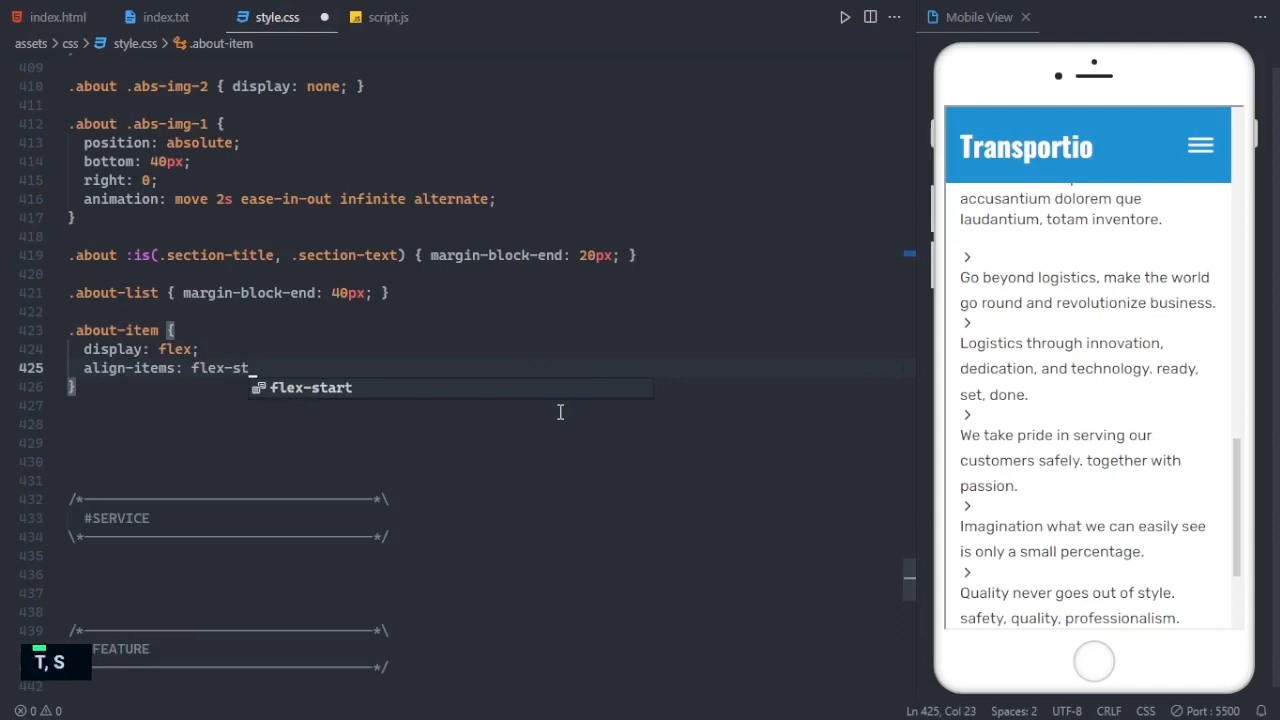 index.html index.txt style.css script.js
assets > css > style.css > .about-item
409
410 .about .abs-img-2 { display: none; }
411
412 .about .abs-img-1 {
413 position: absolute;
414 bottom: 40px;
415 right: 0;
416 animation: move 2s ease-in-out infinite alternate;
417 }
418
419 .about :is(.section-title, .section-text) { margin-block-end: 20px; }
420
421 .about-list { margin-block-end: 40px; }
422
423 .about-item {
424 display: flex;
425 align-items: flex-st
flex-start
426 }
427
428
429
430
431
432 /*-----------------------------------*\
433 #SERVICE
434 \*-----------------------------------*/
435
436
437
438
439 /*-----------------------------------*\
FEATURE
*/
442
T, S
0 0
Ln 425, Col 23 Spaces: 2 UTF-8 CRLF CSS Port : 5500
Mobile View
Transportio
accusantium dolorem que
laudantium, totam inventore.
>
Go beyond logistics, make the world
go round and revolutionize business.
>
Logistics through innovation,
dedication, and technology. ready,
set, done.
>
We take pride in serving our
customers safely. together with
passion.
>
Imagination what we can easily see
is only a small percentage.
>
Quality never goes out of style.
safety, quality, professionalism.